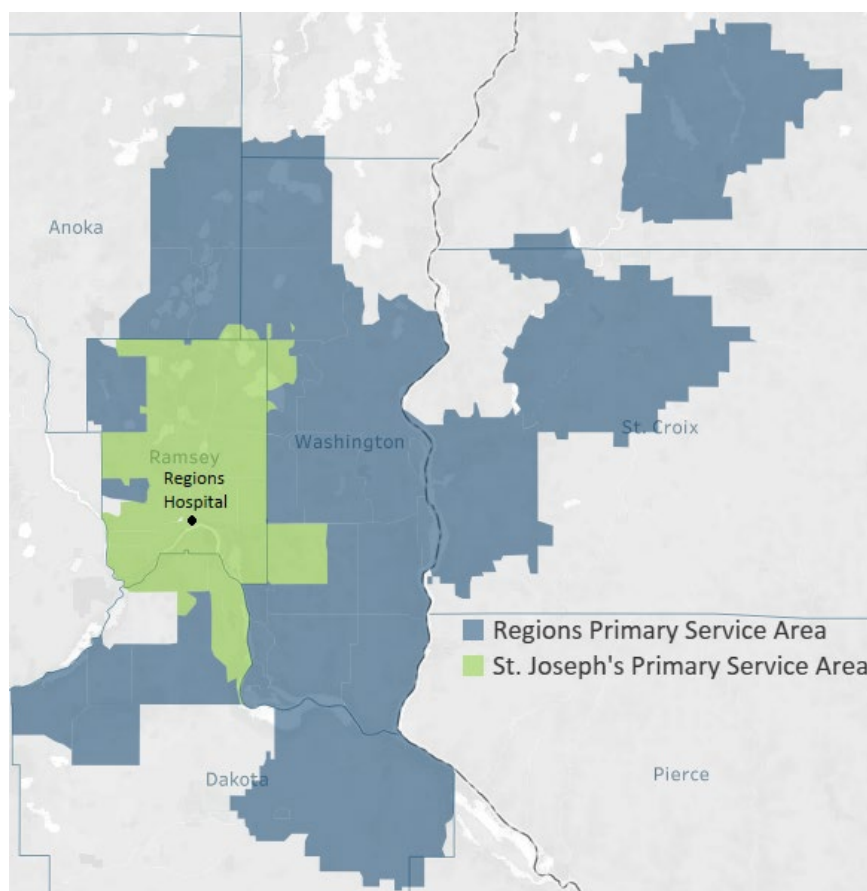 Anoka
Washington
St. Croix
Ramsey
Regions
Hospital
Regions Primary Service Area
St. Joseph's Primary Service Area
Dakota
Pierce